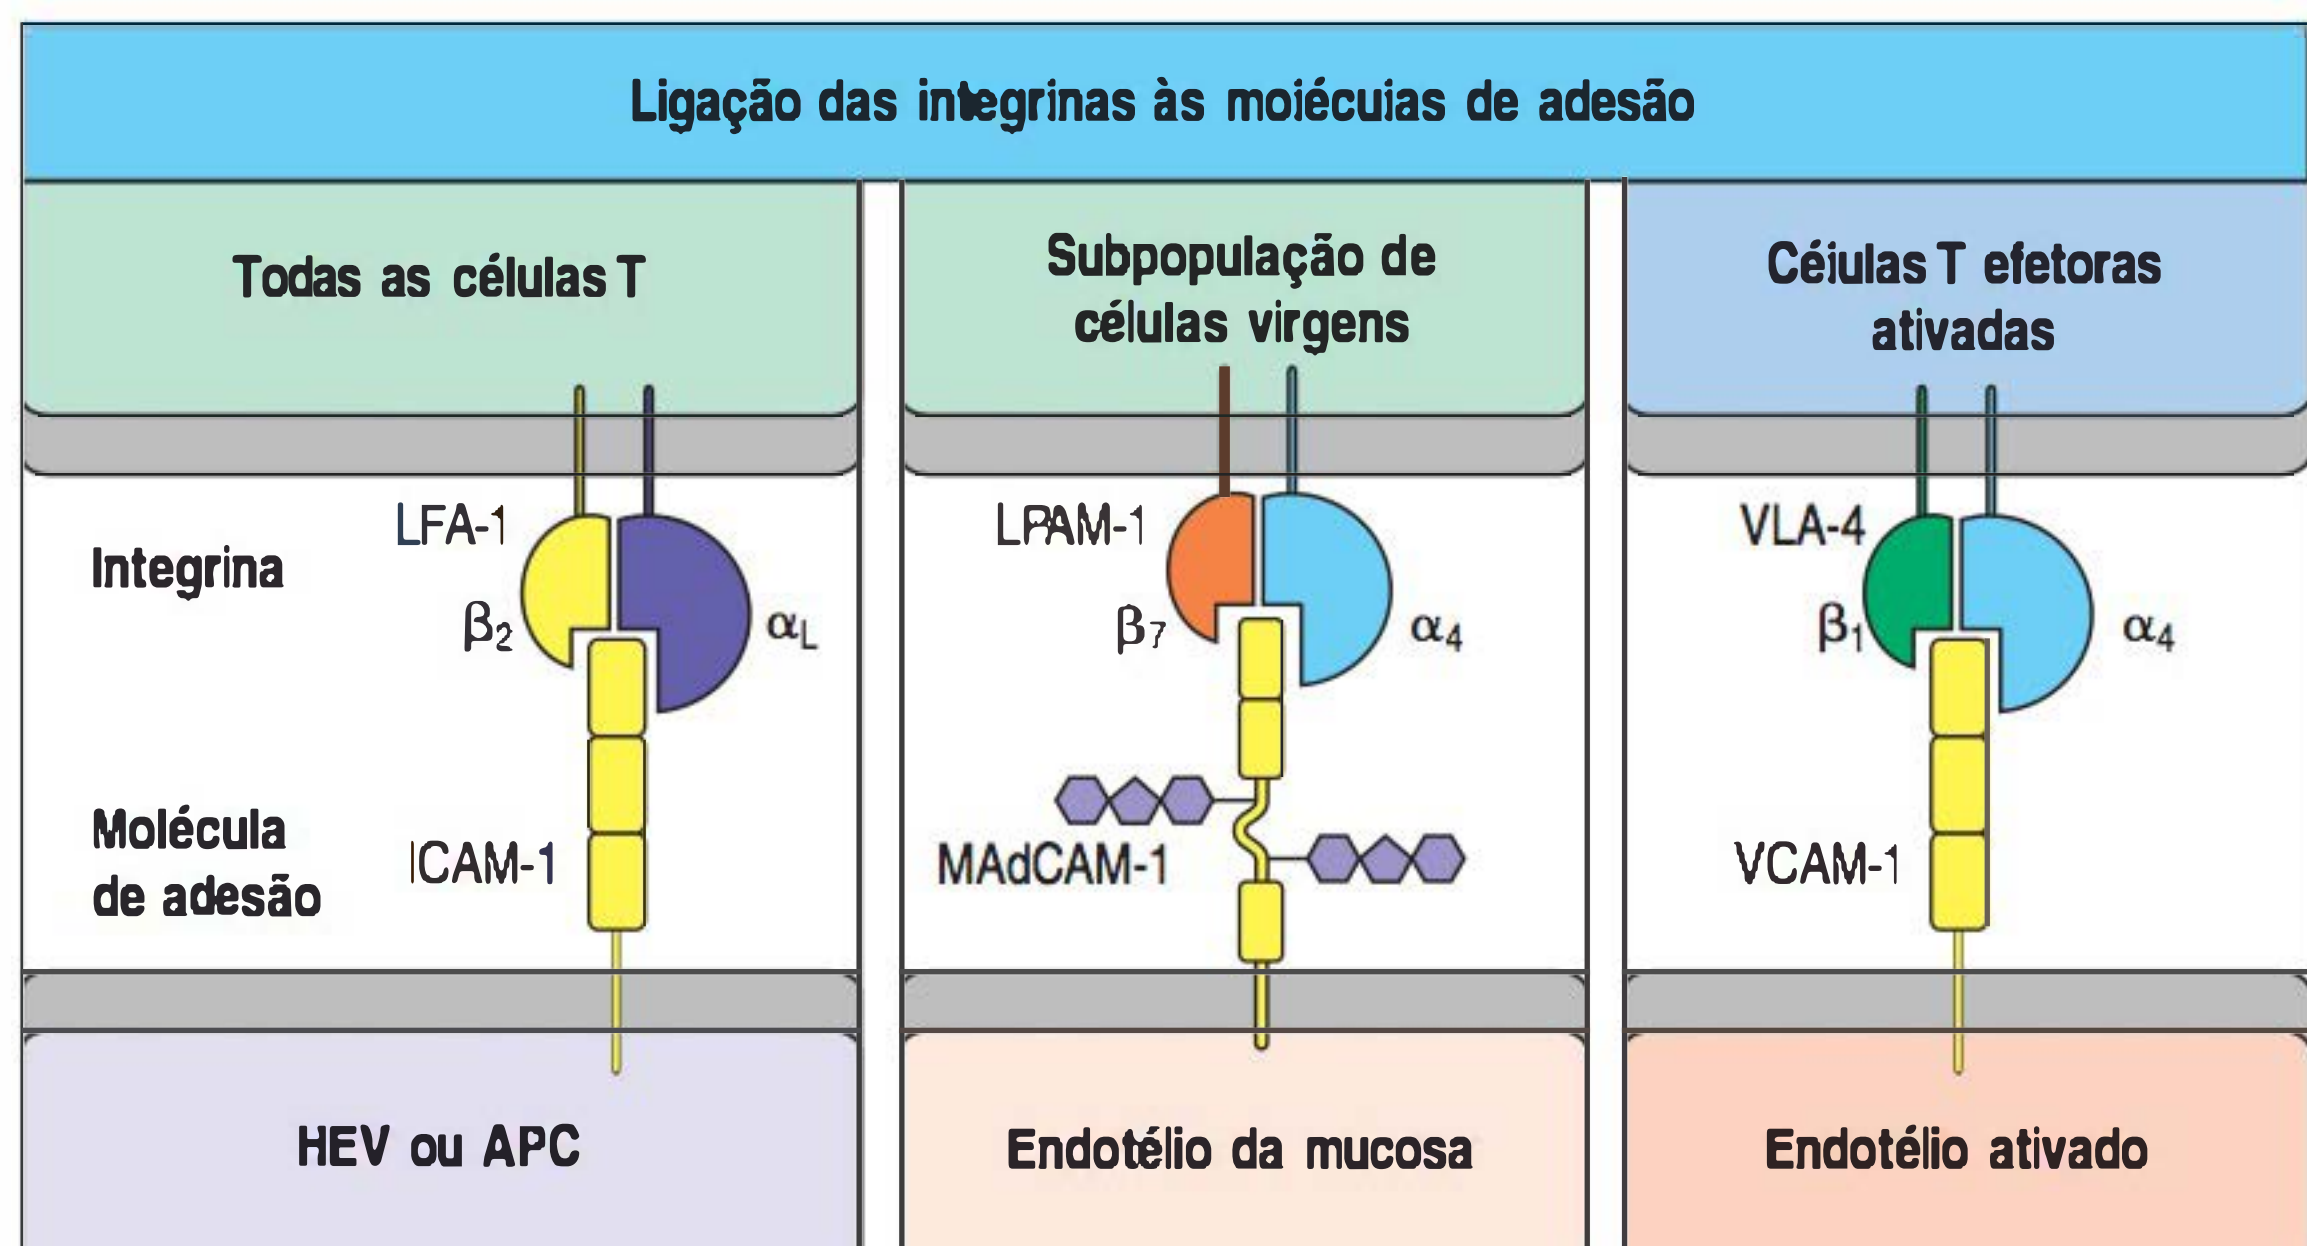 Ligação das integrinas às moiécuias de adesão
Todas as células T
Subpopulação de
células virgens
Céiulas T efetoras
ativadas
Integrina
LFA-1
β2
αL
Molécula
de adesão
ICAM-1
HEV ou APC
LPAM-1
β7
α4
MAdCAM-1
Endotélio da mucosa
VLA-4
β1
α4
VCAM-1
Endotélio ativado